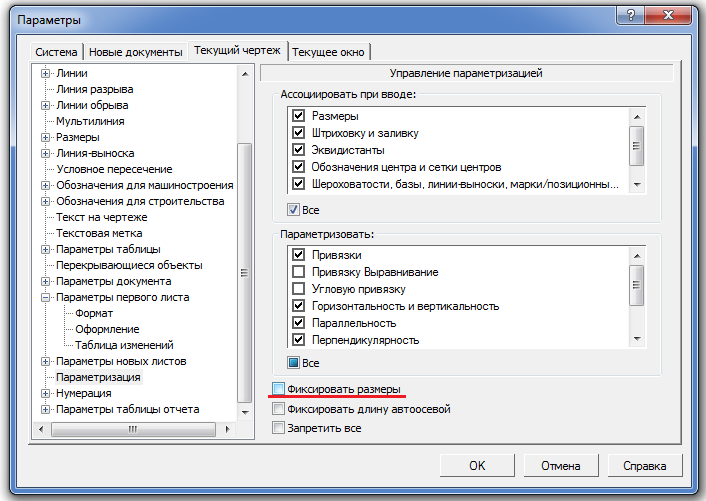 Параметры
?
Система
Новые документы
Текущий чертеж
Текущее окно
Линии
Линия разрыва
Линии обрыва
Мультилиния
Размеры
Линия-выноска
Условное пересечение
Обозначения для машиностроения
Обозначения для строительства
Текст на чертеже
Текстовая метка
Параметры таблицы
Перекрывающиеся объекты
Параметры документа
Параметры первого листа
Формат
Оформление
Таблица изменений
Параметры новых листов
Параметризация
Нумерация
Параметры таблицы отчета
Управление параметризацией
Ассоциировать при вводе:
Размеры
Штриховку и заливку
Эквидистанты
Обозначения центра и сетки центров
Шероховатости, базы, линии-выноски, марки/позиционны...
Все
Параметризовать:
Привязки
Привязку Выравнивание
Угловую привязку
Горизонтальность и вертикальность
Параллельность
Перпендикулярность
Все
Фиксировать размеры
Фиксировать длину автоосевой
Запретить все
OK
Отмена
Справка